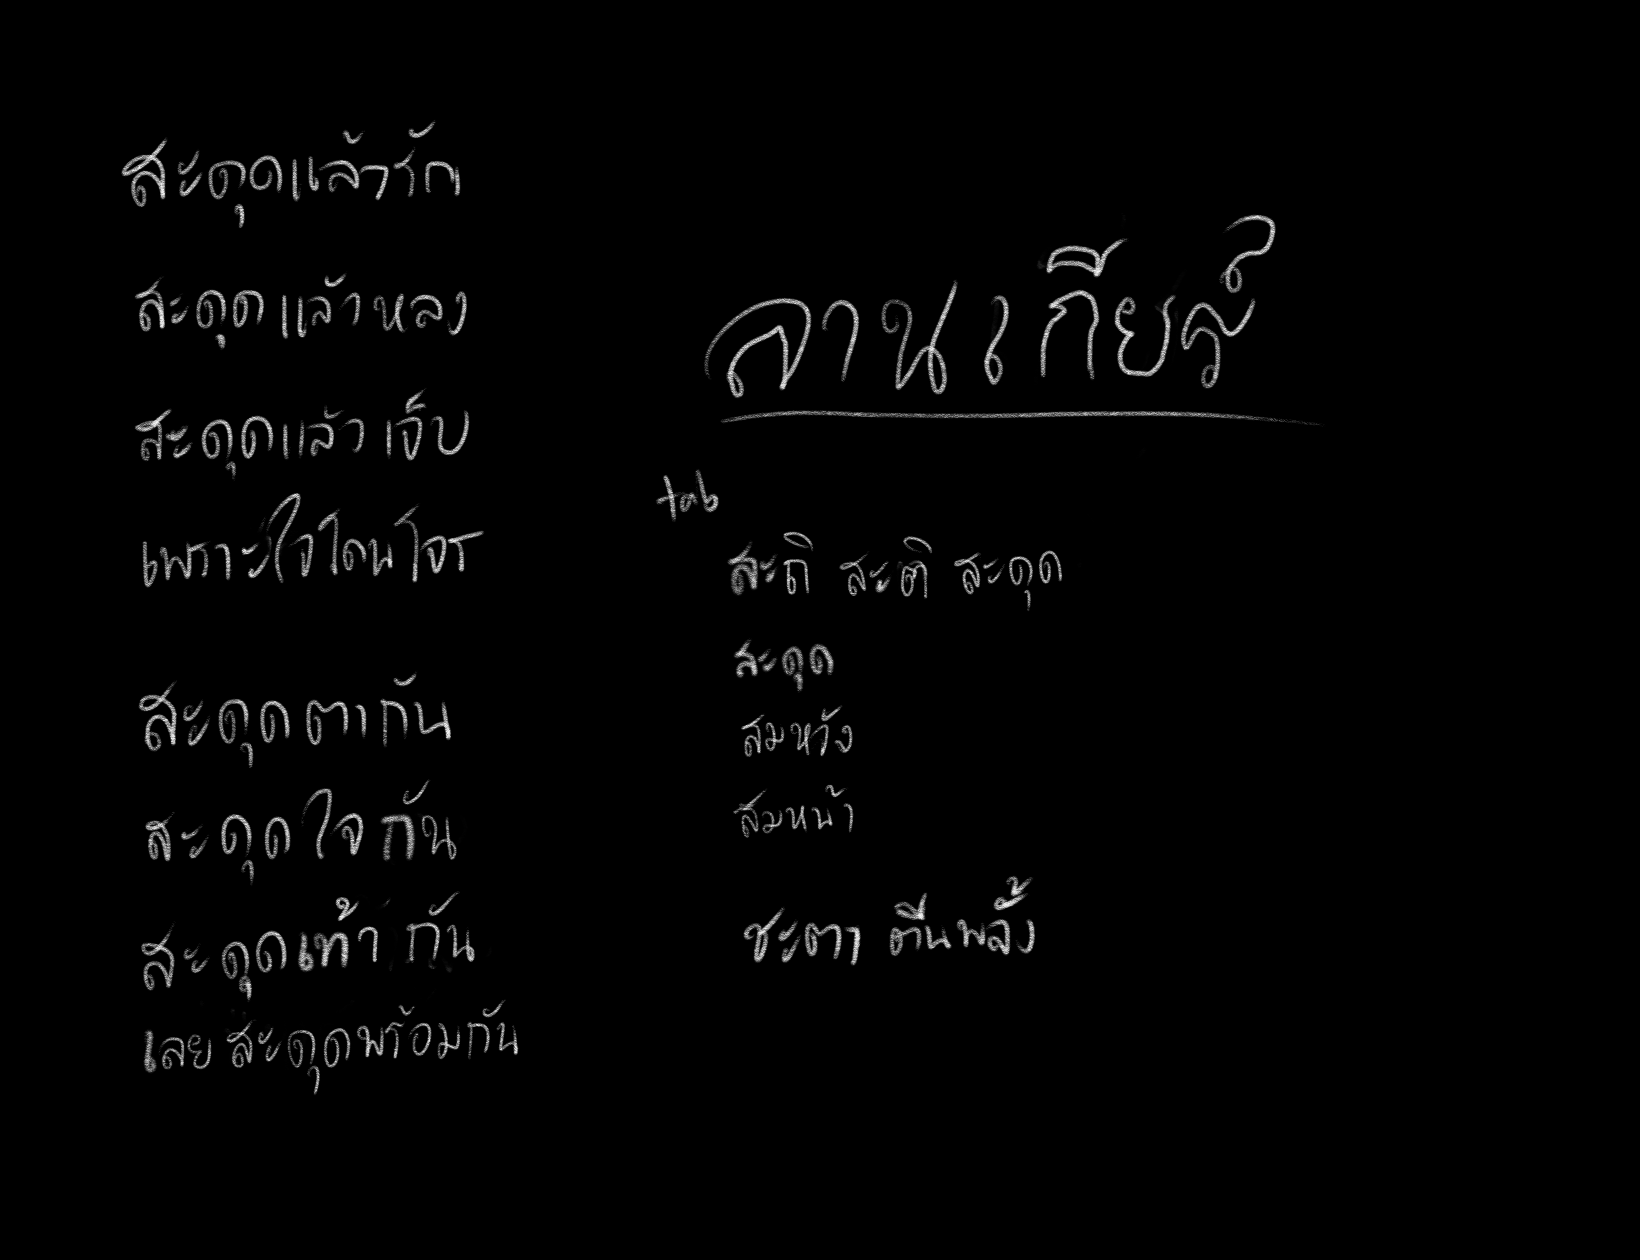 สะดุดแล้วรัก
สะดุดแล้วหลง
สะดุดแล้วเจ็บ
เพราะใจโดนโจร
สะดุดตากัน
สะดุดใจกัน
สะดุดเท้ากัน
เลยสะดุดพร้อมกัน
ลานเกียร์
tab
สะถิ สะติ สะดุด
สะดุด
สมหวัง
สมหน้า
ชะตา ตีนพลั้ง